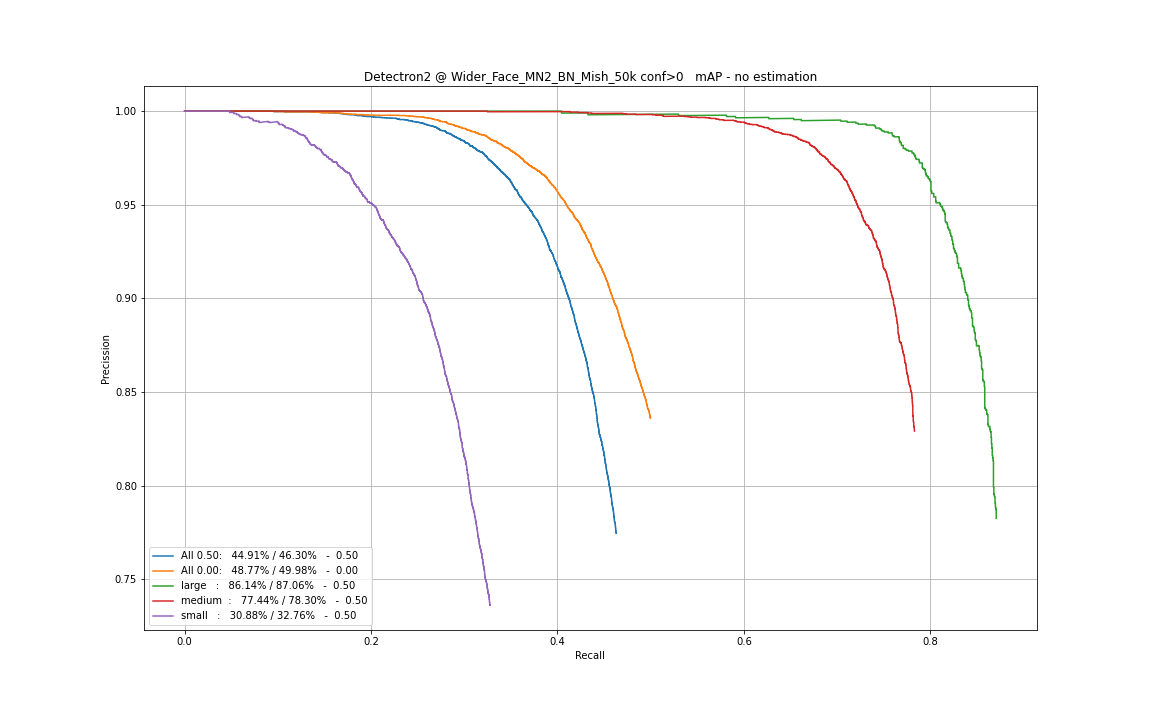 Detectron2 @ Wider_Face_MN2_BN_Mish_50k conf>0   mAP - no estimation
1.00
0.95
0.90
0.85
0.80
0.75
Precission
All 0.50:   44.91% / 46.30%   -  0.50
All 0.00:   48.77% / 49.98%   -  0.00
large   :   86.14% / 87.06%   -  0.50
medium  :   77.44% / 78.30%   -  0.50
small   :   30.88% / 32.76%   -  0.50
0.0 0.2 0.4 0.6 0.8
Recall